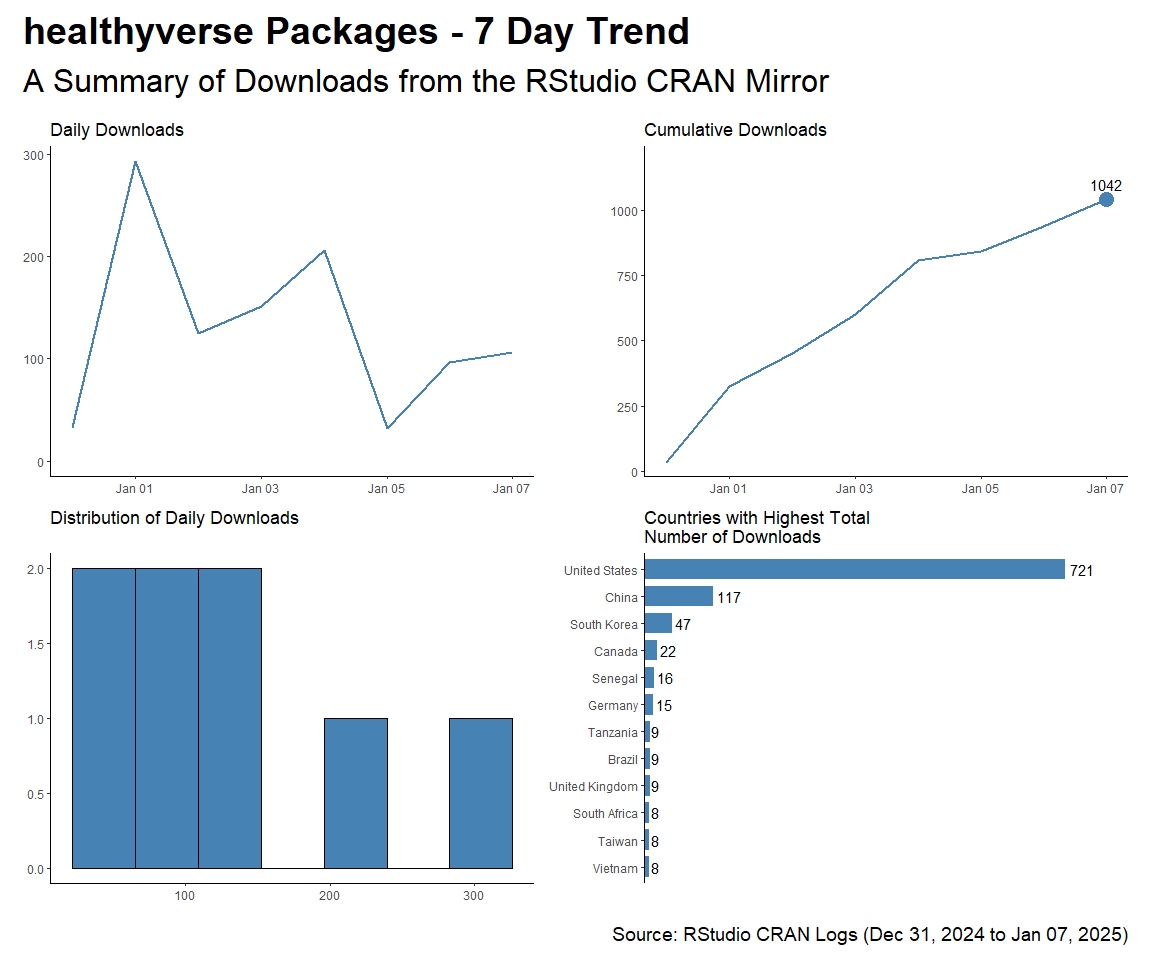 healthyverse Packages - 7 Day Trend
A Summary of Downloads from the RStudio CRAN Mirror
Daily Downloads
300
200
100
0
Jan 01
Jan 03
Jan 05
Jan 07
Cumulative Downloads
1042
1000
750
500
250
0
Jan 01
Jan 03
Jan 05
Jan 07
Distribution of Daily Downloads
2.0
1.5
1.0
0.5
0.0
100
200
300
Countries with Highest Total
Number of Downloads
United States 721
China 117
South Korea 47
Canada 22
Senegal 16
Germany 15
Tanzania 9
Brazil 9
United Kingdom 9
South Africa 8
Taiwan 8
Vietnam 8
Source: RStudio CRAN Logs (Dec 31, 2024 to Jan 07, 2025)